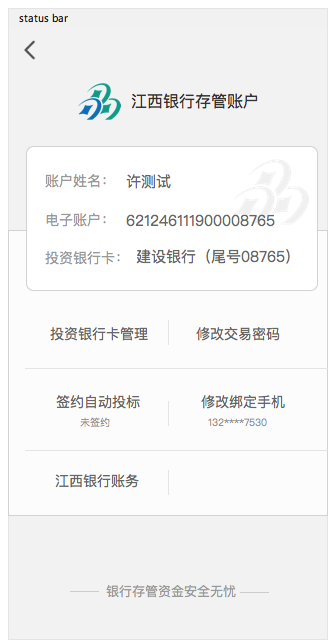 status bar
江西银行存管账户
账户姓名： 许测试
电子账户： 621246111900008765
投资银行卡： 建设银行（尾号08765）
投资银行卡管理 修改交易密码
签约自动投标 修改绑定手机
未签约 132****7530
江西银行账务
银行存管资金安全无忧